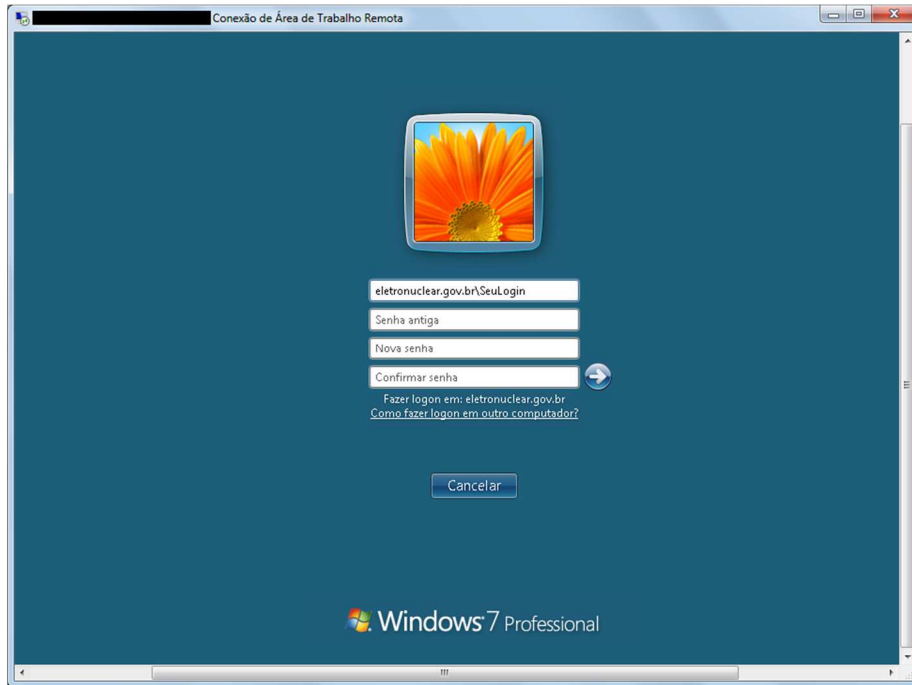 Conexão de Área de Trabalho Remota
eletronuclear.gov.br\SeuLogin
Senha antiga
Nova senha
Confirmar senha
Fazer logon em: eletronuclear.gov.br
Como fazer logon em outro computador?
Cancelar
Windows 7 Professional